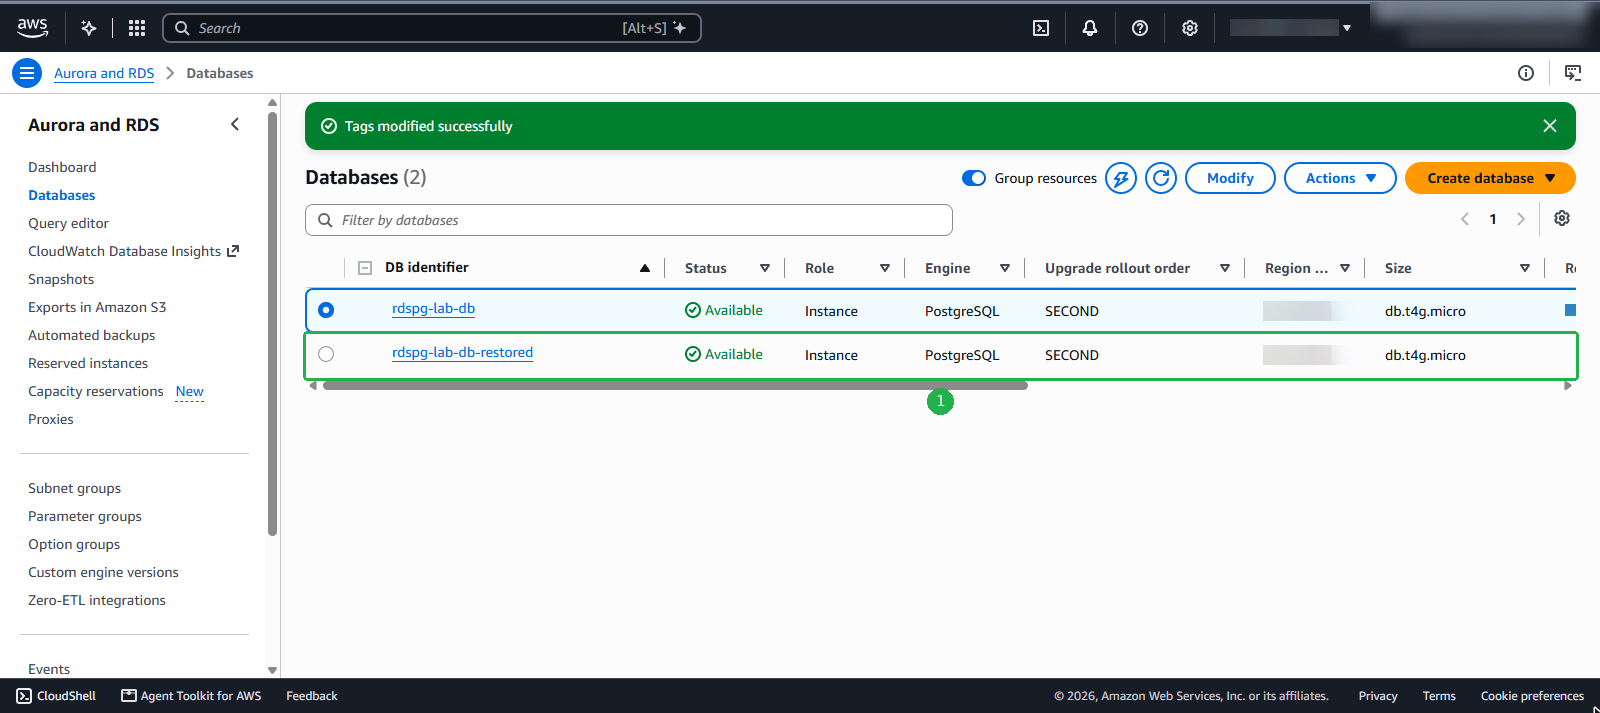 aws
Search [Alt+S]
Aurora and RDS Databases
Aurora and RDS
Dashboard
Databases
Query editor
CloudWatch Database Insights
Snapshots
Exports in Amazon S3
Automated backups
Reserved instances
Capacity reservations New
Proxies
Subnet groups
Parameter groups
Option groups
Custom engine versions
Zero-ETL integrations
Events
Tags modified successfully
Databases (2)
Group resources Modify Actions Create database
Filter by databases
1
DB identifier Status Role Engine Upgrade rollout order Region ... Size
rdspg-lab-db Available Instance PostgreSQL SECOND db.t4g.micro
rdspg-lab-db-restored Available Instance PostgreSQL SECOND db.t4g.micro
1
CloudShell Agent Toolkit for AWS Feedback © 2026, Amazon Web Services, Inc. or its affiliates. Privacy Terms Cookie preferences